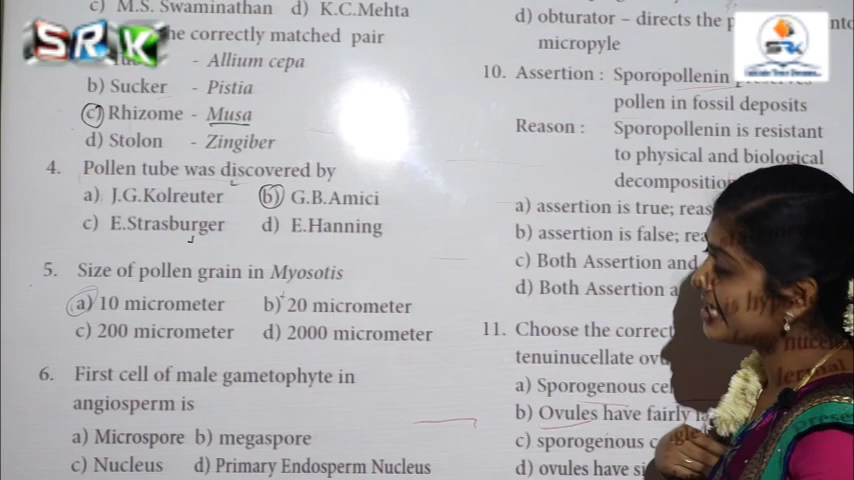 SRK
c) M.S. Swaminathan d) K.C.Mehta
he correctly matched pair
- Allium cepa
b) Sucker - Pistia
c) Rhizome - Musa
d) Stolon - Zingiber
4. Pollen tube was discovered by
a) J.G.Kolreuter b) G.B.Amici
c) E.Strasburger d) E.Hanning
5. Size of pollen grain in Myosotis
a) 10 micrometer b) 20 micrometer
c) 200 micrometer d) 2000 micrometer
6. First cell of male gametophyte in
angiosperm is
a) Microspore b) megaspore
c) Nucleus d) Primary Endosperm Nucleus
d) obturator – directs the
micropyle
SRK
10. Assertion : Sporopollenin
pollen in fossil deposits
Reason : Sporopollenin is resistant
to physical and biological
decomposition
a) assertion is true;
b) assertion is false;
c) Both Assertion and
d) Both Assertion
11. Choose the correct
tenuinucellate
a) Sporogenous
b) Ovules have fairly
c) sporogenous
d) ovules have